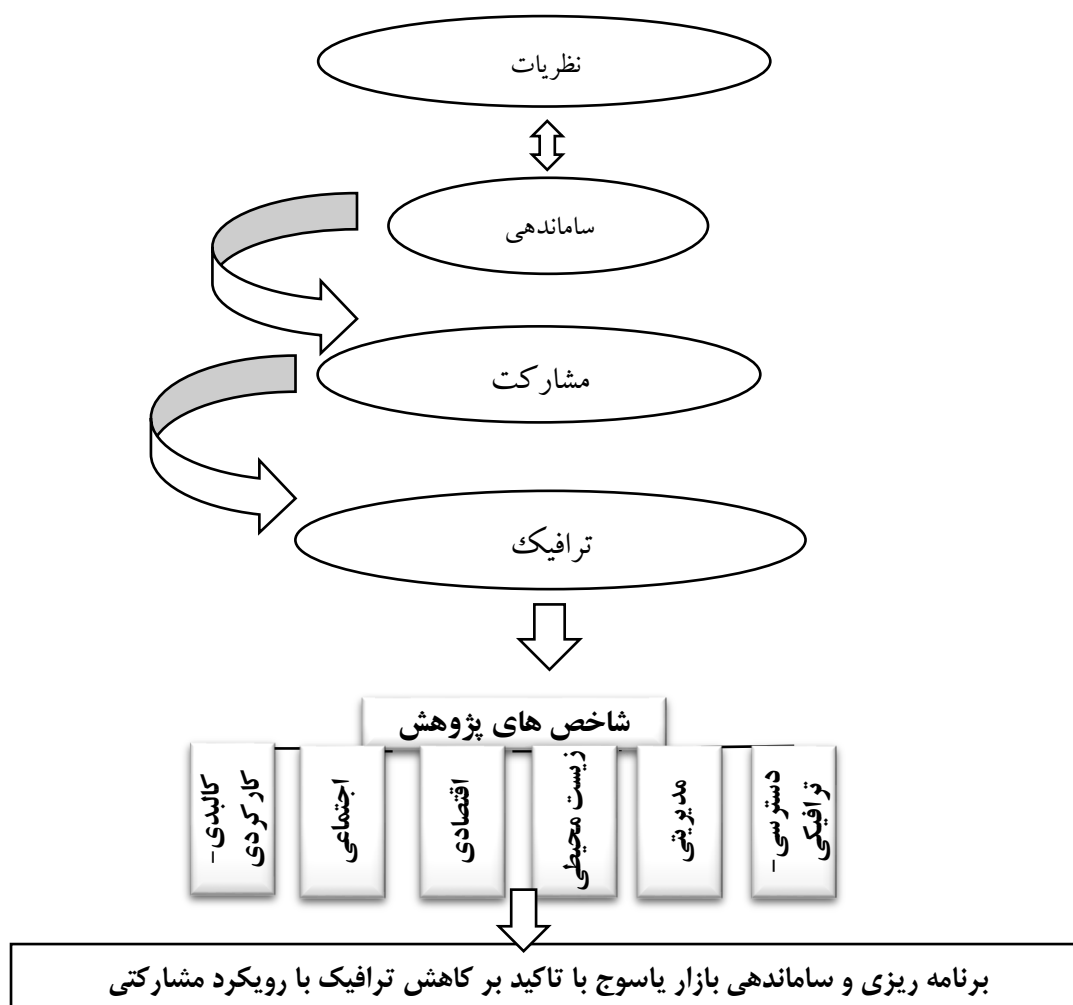 نظریات
ساماندهی
مشارکت
ترافیک
شاخص های پژوهش
دسترسی-
ترافیکی
مدیریتی
زیست محیطی
اقتصادی
اجتماعی
کالبدی-
کارکردی
برنامه ریزی و ساماندهی بازار یاسوج با تاکید بر کاهش ترافیک با رویکرد مشارکتی